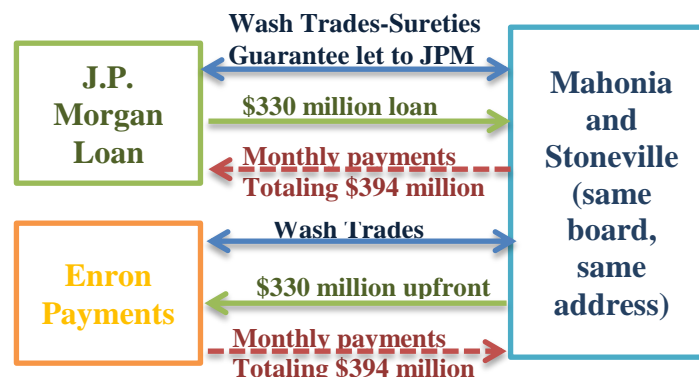 Wash Trades-Sureties
Guarantee let to JPM
J.P.
Morgan
Loan
$330 million loan
Monthly payments
Totaling $394 million
Mahonia
and
Stoneville
(same
board,
same
address)
Wash Trades
Enron
Payments
$330 million upfront
Monthly payments
Totaling $394 million